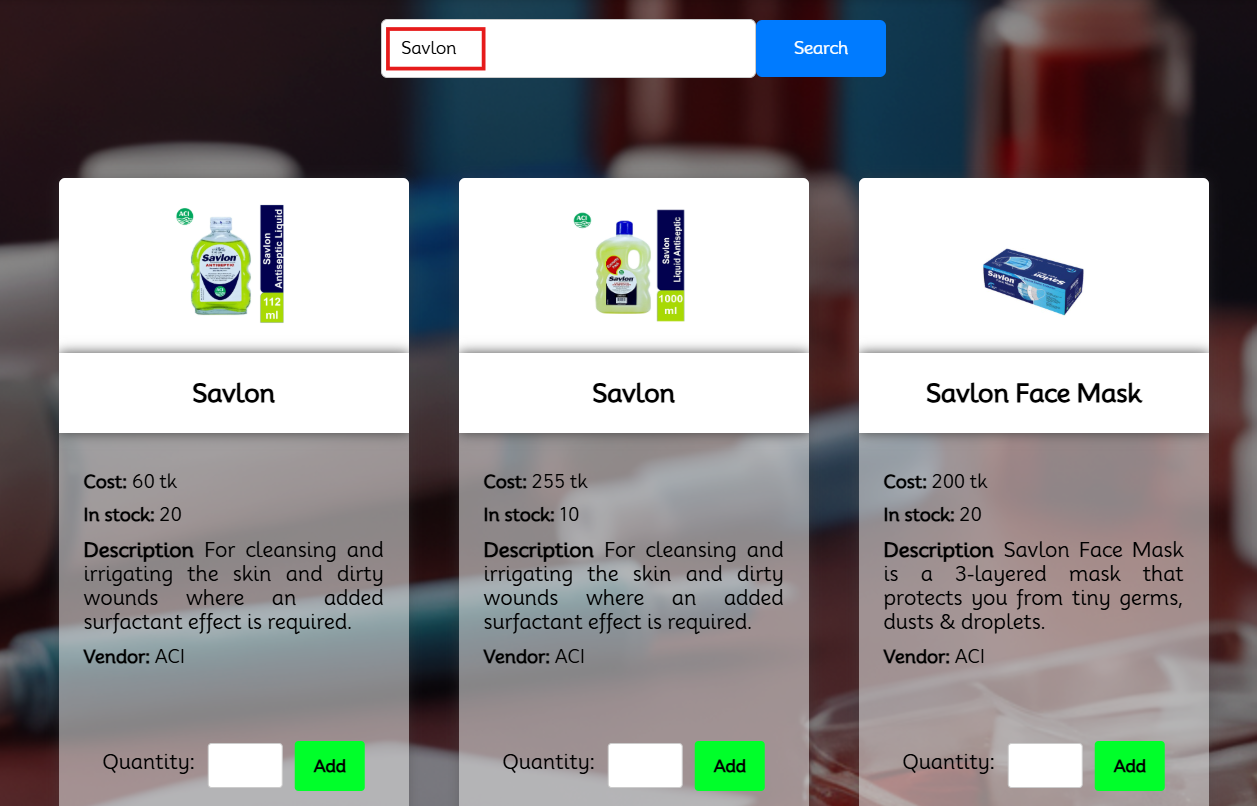 Savlon
Search
ACI
Savlon
ANTISEPTIC
ACI
Savlon
Antiseptic Liquid
112
ml
Savlon
ACI
Savlon
Savlon
Liquid Antiseptic
1000
ml
Savlon
Savlon
Savlon
Savlon
Savlon Face Mask
Cost: 60 tk
In stock: 20
Description For cleansing and
irrigating the skin and dirty
wounds where an added
surfactant effect is required.
Vendor: ACI
Quantity:
Add
Cost: 255 tk
In stock: 10
Description For cleansing and
irrigating the skin and dirty
wounds where an added
surfactant effect is required.
Vendor: ACI
Quantity:
Add
Cost: 200 tk
In stock: 20
Description Savlon Face Mask
is a 3-layered mask that
protects you from tiny germs,
dusts & droplets.
Vendor: ACI
Quantity:
Add